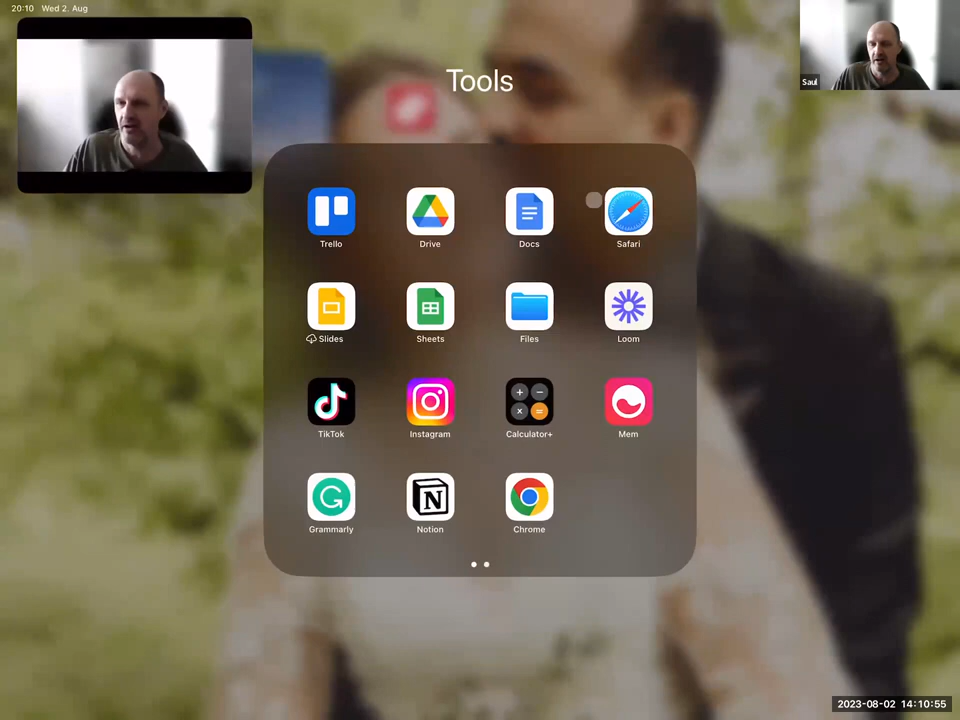 20:10 Wed 2. Aug
Saul
Tools
Trello
Drive
Docs
Safari
Slides
Sheets
Files
Loom
TikTok
Instagram
Calculator+
Mem
Grammarly
Notion
Chrome
2023-08-02 14:10:55